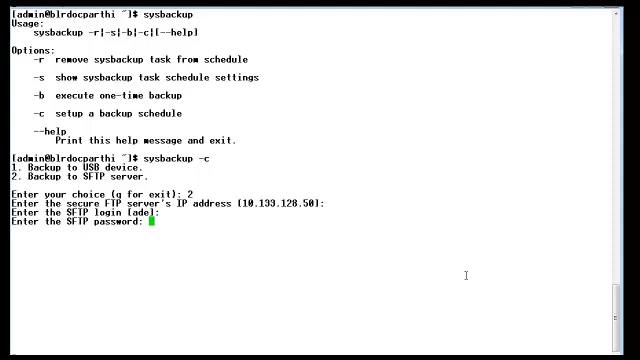 [admin@blrdocparthi ~]$ sysbackup
Usage:
sysbackup -r|-s|-b|-c|[--help]
Options:
-r remove sysbackup task from schedule
-s show sysbackup task schedule settings
-b execute one-time backup
-c setup a backup schedule
--help
Print this help message and exit.
[admin@blrdocparthi ~]$ sysbackup -c
1. Backup to USB device.
2. Backup to SFTP server.
Enter your choice (q for exit): 2
Enter the secure FTP server's IP address [10.133.128.50]:
Enter the SFTP login [ade]:
Enter the SFTP password: